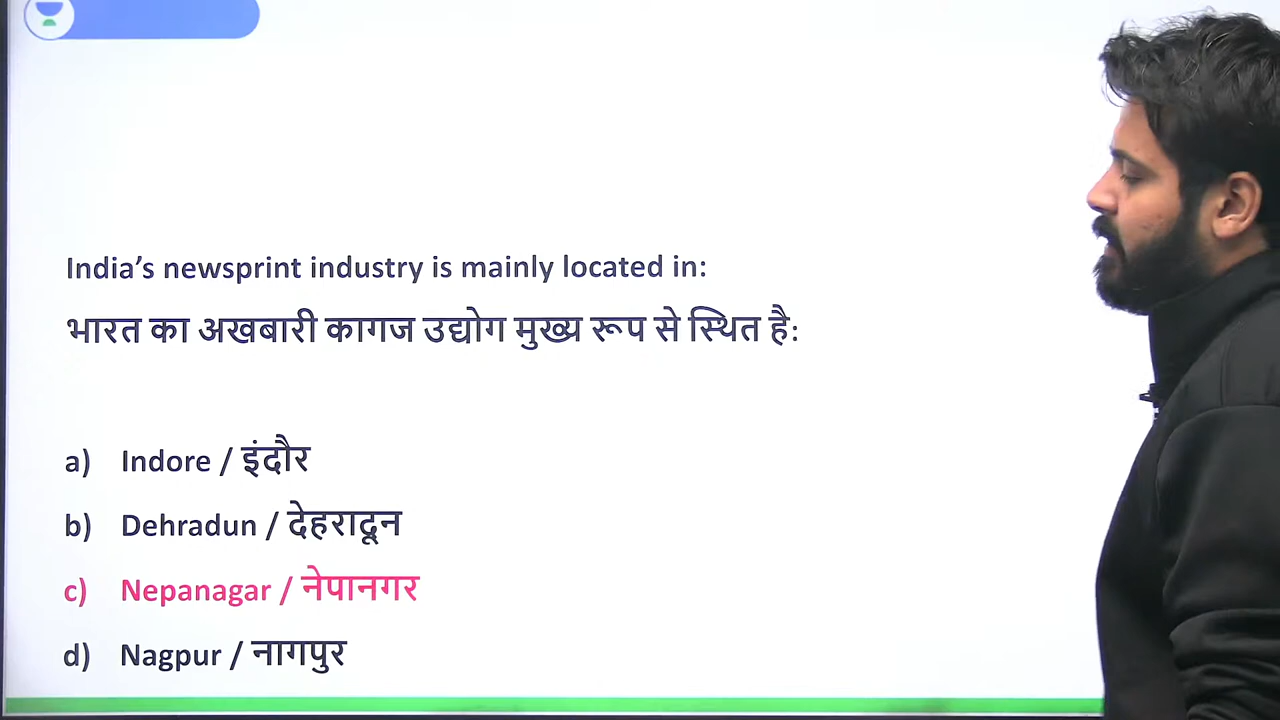 India’s newsprint industry is mainly located in:
भारत का अखबारी कागज उद्योग मुख्य रूप से स्थित है:
a) Indore / इंदौर
b) Dehradun / देहरादून
c) Nepanagar / नेपानगर
d) Nagpur / नागपुर